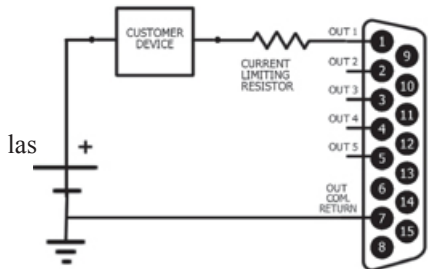 CUSTOMER
DEVICE
OUT 1
CURRENT
LIMITING
RESISTOR
OUT 2
OUT 3
OUT 4
OUT 5
OUT
COM.
RETURN
las
+
1
2
3
4
5
6
7
8
9
10
11
12
13
14
15